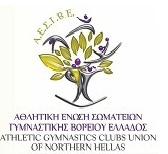 Α.Ε.Σ.Γ.Β.Ε.
ΑΘΛΗΤΙΚΗ ΕΝΩΣΗ ΣΩΜΑΤΕΙΩΝ
ΓΥΜΝΑΣΤΙΚΗΣ ΒΟΡΕΙΟΥ ΕΛΛΑΔΟΣ
ATHLETIC GYMNASTICS CLUBS UNION
OF NORTHERN HELLAS